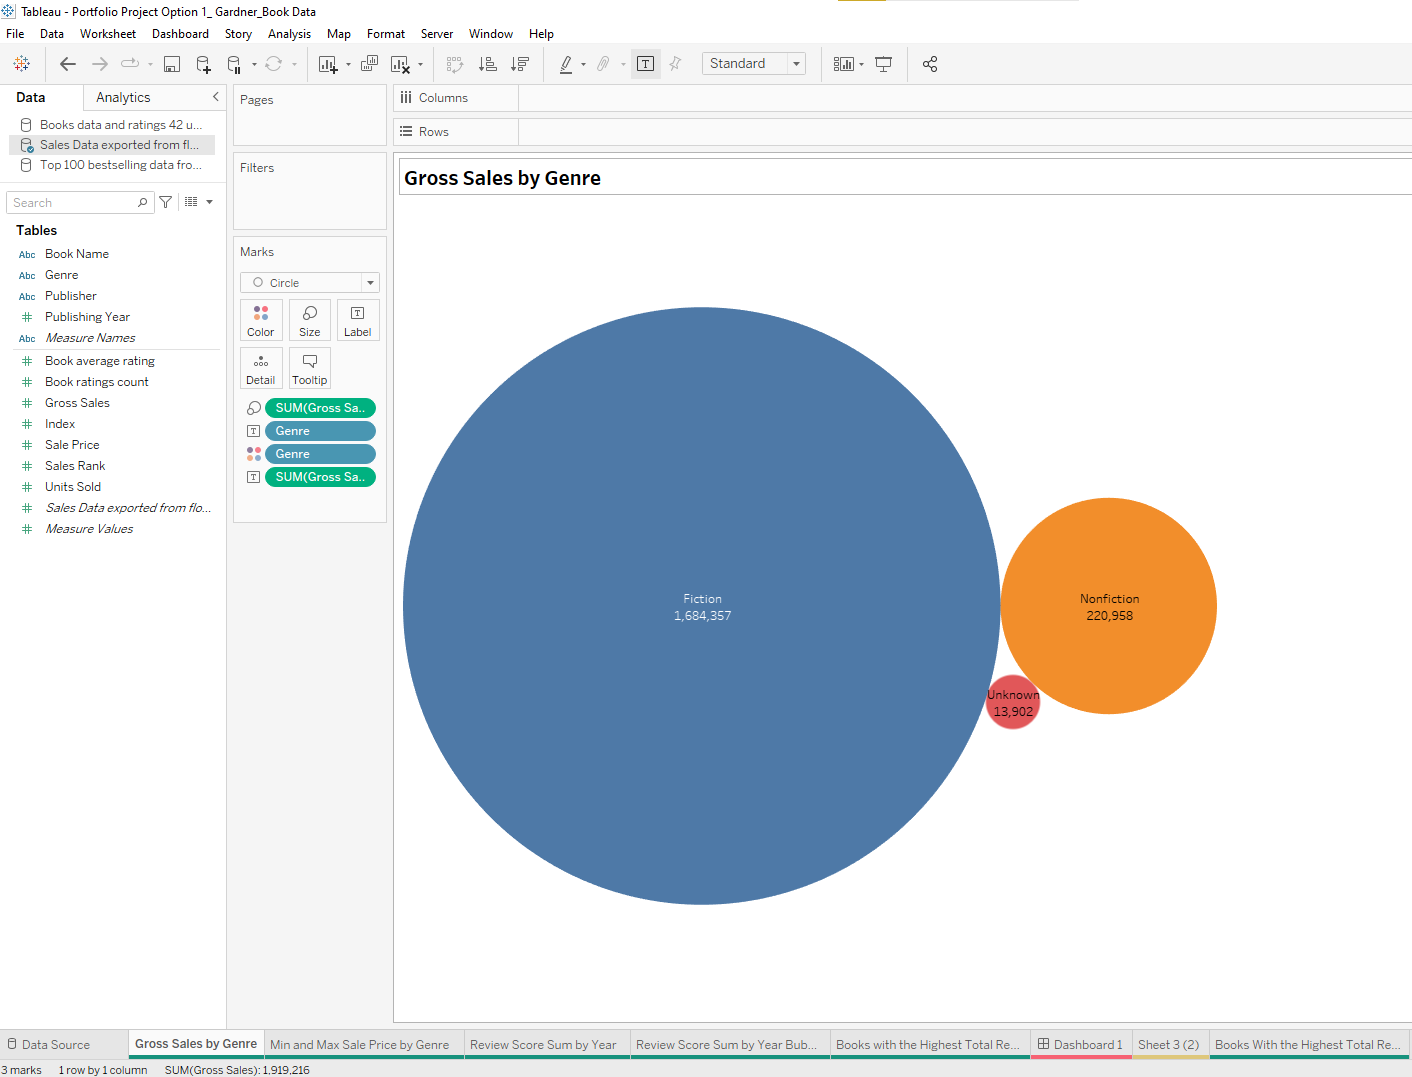 Tableau - Portfolio Project Option 1_ Gardner_Book Data
File Data Worksheet Dashboard Story Analysis Map Format Server Window Help
Standard
Data Analytics
Books data and ratings 42 u...
Sales Data exported from fl...
Top 100 bestselling data fro...
Search
Tables
Abc Book Name
Abc Genre
Abc Publisher
Publishing Year
Abc Measure Names
Book average rating
Book ratings count
Gross Sales
Index
Sale Price
Sales Rank
Units Sold
Sales Data exported from flo...
Measure Values
Pages
Filters
Marks
Circle
Color Size Label
Detail Tooltip
SUM(Gross Sa..
Genre
Genre
SUM(Gross Sa..
Columns
Rows
Gross Sales by Genre
Fiction
1,684,357
Nonfiction
220,958
Unknown
13,902
Data Source Gross Sales by Genre Min and Max Sale Price by Genre Review Score Sum by Year Review Score Sum by Year Bub... Books with the Highest Total Re... Dashboard 1 Sheet 3 (2) Books With the Highest Total Re...
3 marks 1 row by 1 column SUM(Gross Sales): 1,919,216